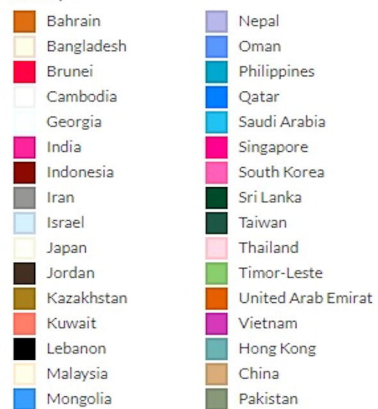 Bahrain
Bangladesh
Brunei
Cambodia
Georgia
India
Indonesia
Iran
Israel
Japan
Jordan
Kazakhstan
Kuwait
Lebanon
Malaysia
Mongolia
Nepal
Oman
Philippines
Qatar
Saudi Arabia
Singapore
South Korea
Sri Lanka
Taiwan
Thailand
Timor-Leste
United Arab Emirat
Vietnam
Hong Kong
China
Pakistan